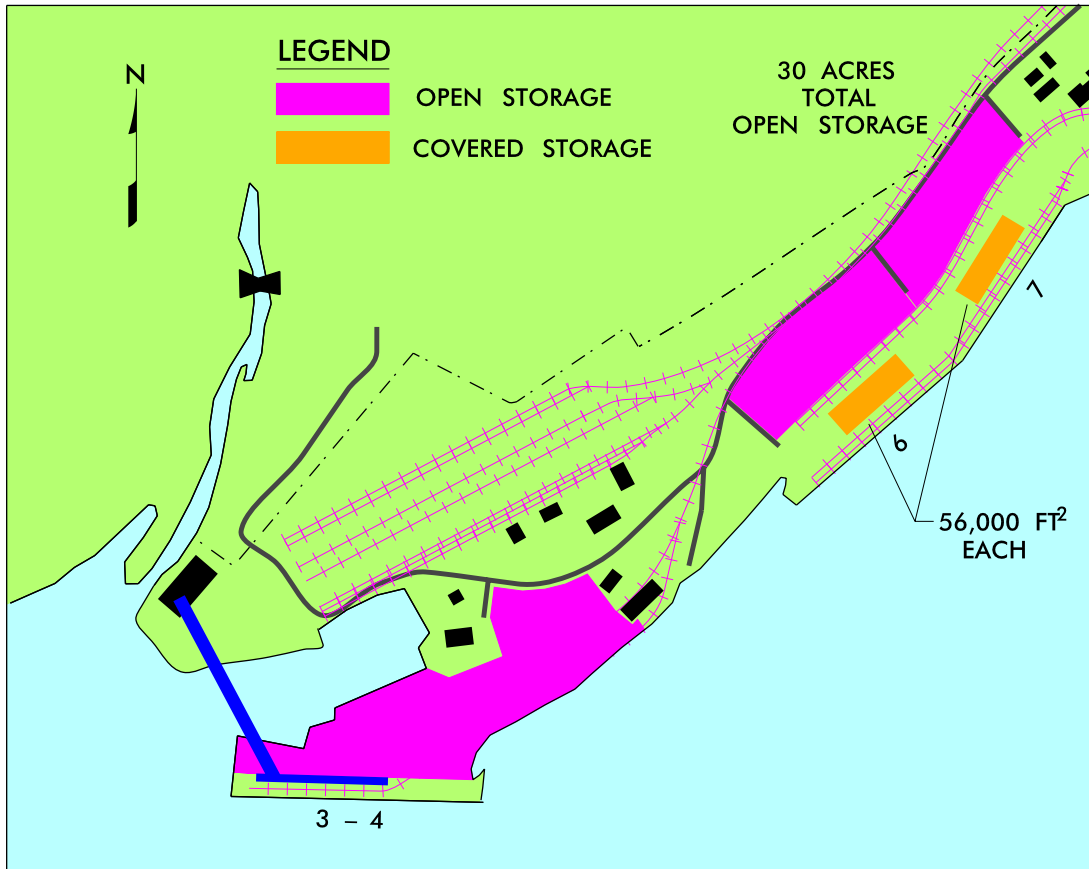 LEGEND
OPEN STORAGE
COVERED STORAGE
N
30 ACRES
TOTAL
OPEN STORAGE
7
6
56,000 FT²
EACH
3 – 4